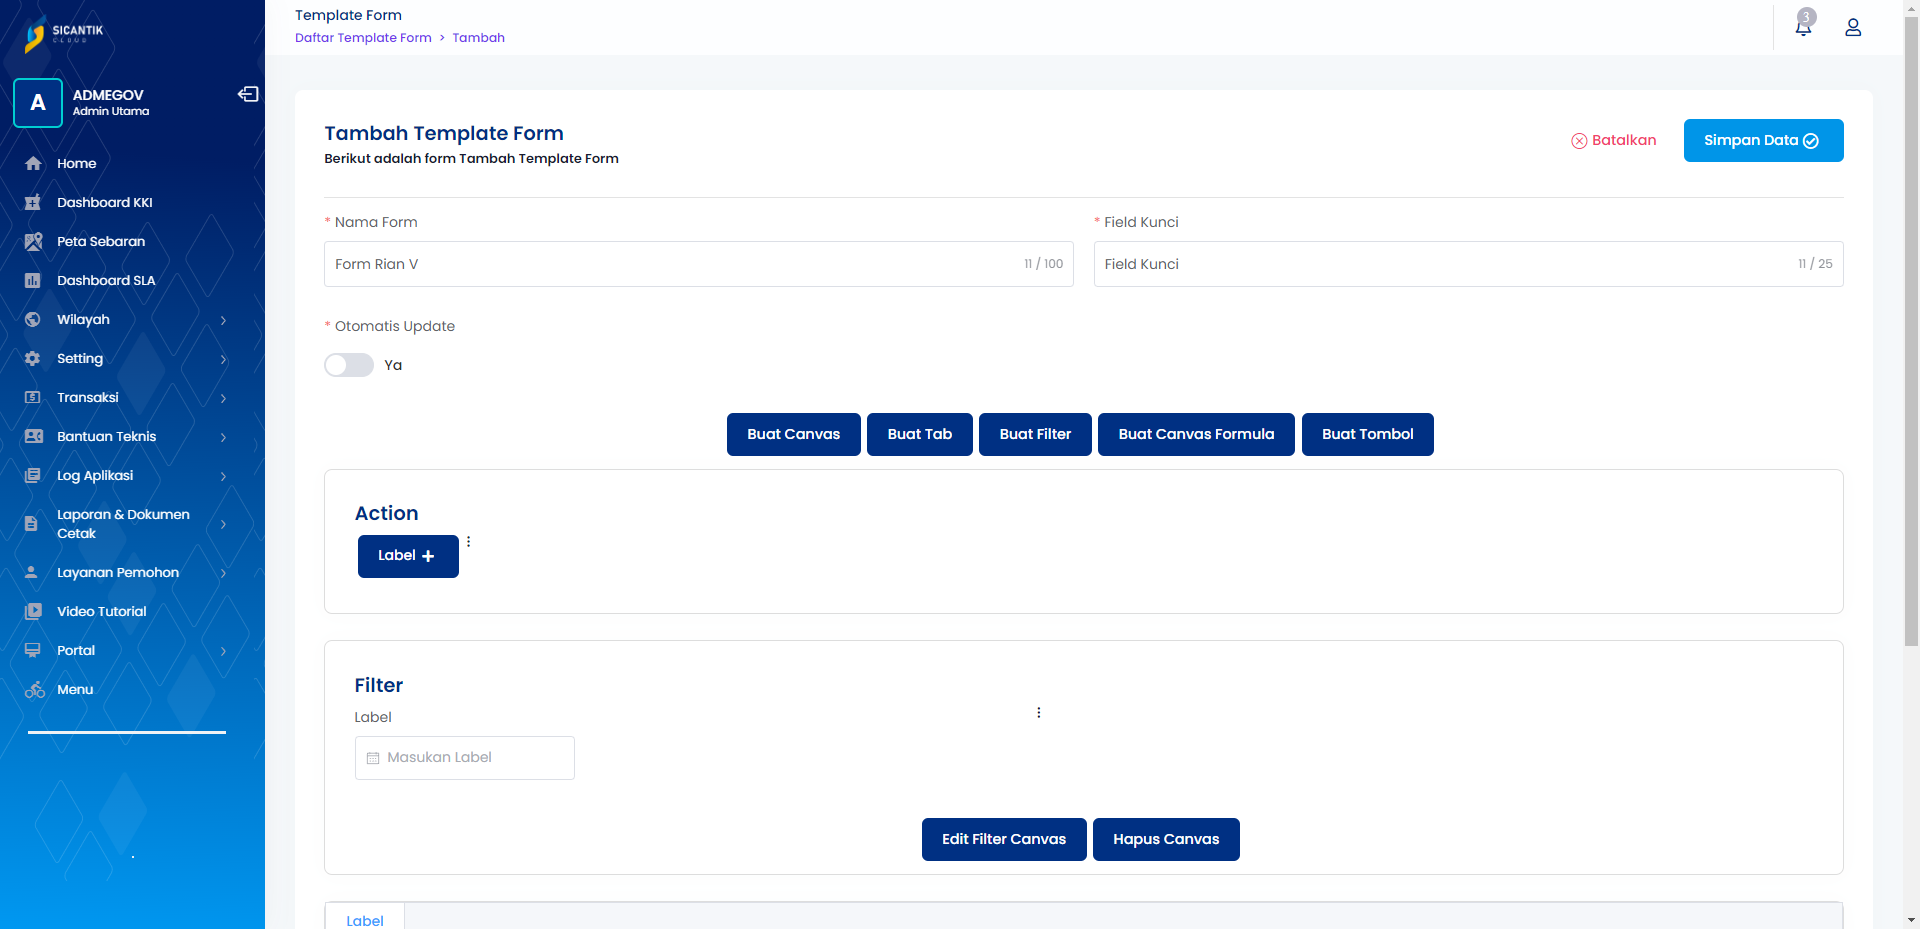 SICANTIK
CLOUD
A
ADMEGOV
Admin Utama
Home
Dashboard KKI
Peta Sebaran
Dashboard SLA
Wilayah
Setting
Transaksi
Bantuan Teknis
Log Aplikasi
Laporan & Dokumen
Cetak
Layanan Pemohon
Video Tutorial
Portal
Menu
.
Template Form
Daftar Template Form > Tambah
3
Tambah Template Form
Berikut adalah form Tambah Template Form
Batalkan
Simpan Data
* Nama Form
Form Rian V 11 / 100
* Field Kunci
Field Kunci 11 / 25
* Otomatis Update
Ya
Buat Canvas Buat Tab Buat Filter Buat Canvas Formula Buat Tombol
Action
Label +
Filter
Label
Masukan Label
Edit Filter Canvas Hapus Canvas
Label